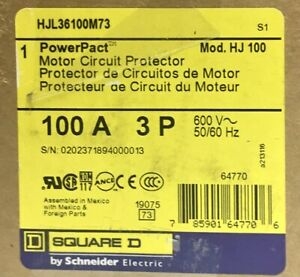 HJL36100M73
S1
1 PowerPact™ Mod. HJ 100
Motor Circuit Protector
Protector de Circuitos de Motor
Protecteur de Circuit du Moteur
100 A 3 P 600 V~
50/60 Hz
S/N: 0202371894000013
a213116
64770
Assembled in Mexico
with Mexico &
Foreign Parts
19075
73
7 85901 64770 6
SQUARE D
by Schneider Electric